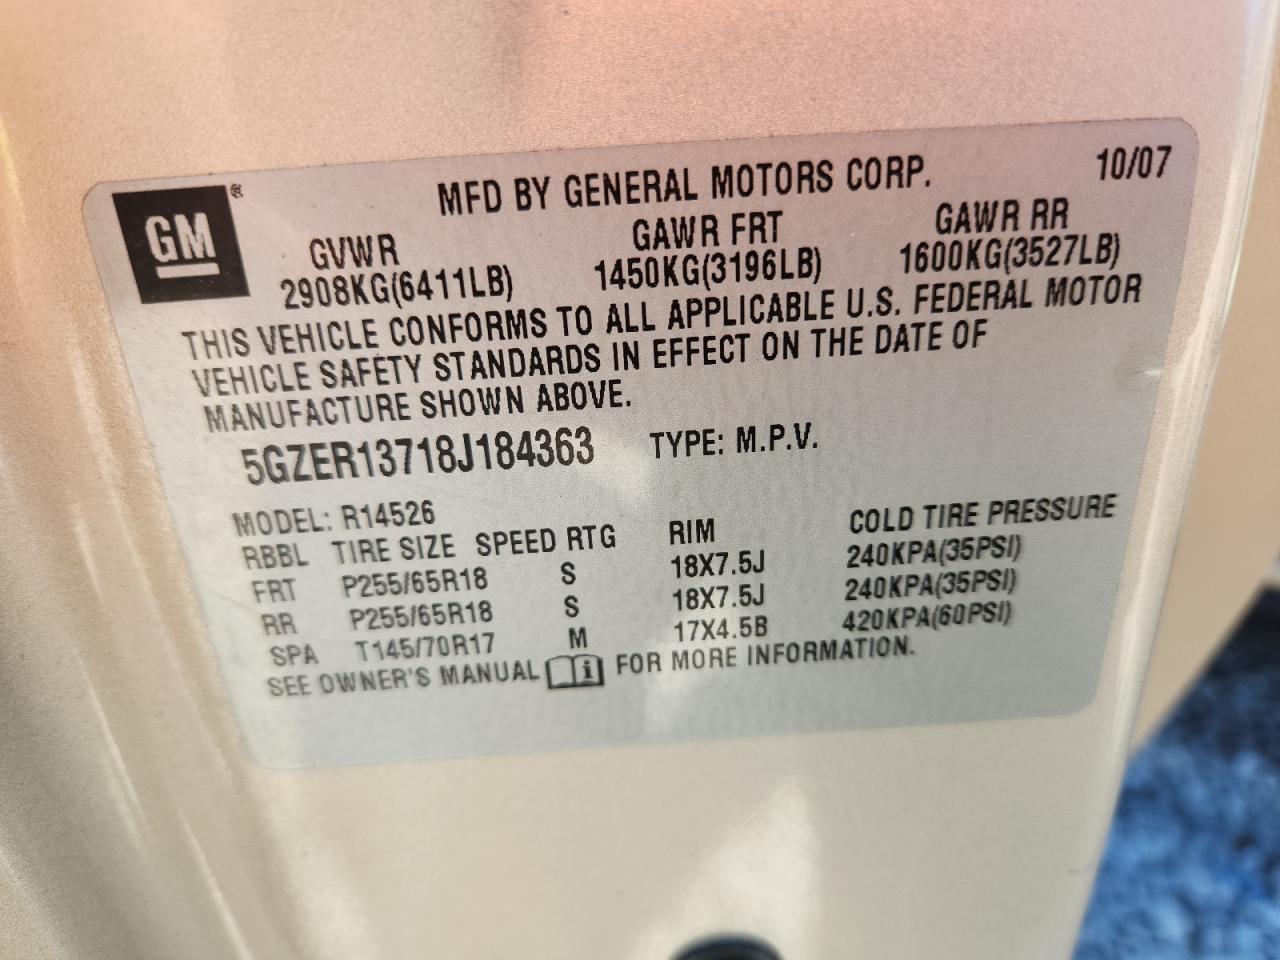 GM ®
MFD BY GENERAL MOTORS CORP. 10/07
GVWR GAWR FRT GAWR RR
2908KG(6411LB) 1450KG(3196LB) 1600KG(3527LB)
THIS VEHICLE CONFORMS TO ALL APPLICABLE U.S. FEDERAL MOTOR
VEHICLE SAFETY STANDARDS IN EFFECT ON THE DATE OF
MANUFACTURE SHOWN ABOVE.
5GZER13718J184363 TYPE: M.P.V.
MODEL: R14526
RBBL TIRE SIZE SPEED RTG RIM COLD TIRE PRESSURE
FRT P255/65R18 S 18X7.5J 240KPA(35PSI)
RR P255/65R18 S 18X7.5J 240KPA(35PSI)
SPA T145/70R17 M 17X4.5B 420KPA(60PSI)
SEE OWNER'S MANUAL i FOR MORE INFORMATION.